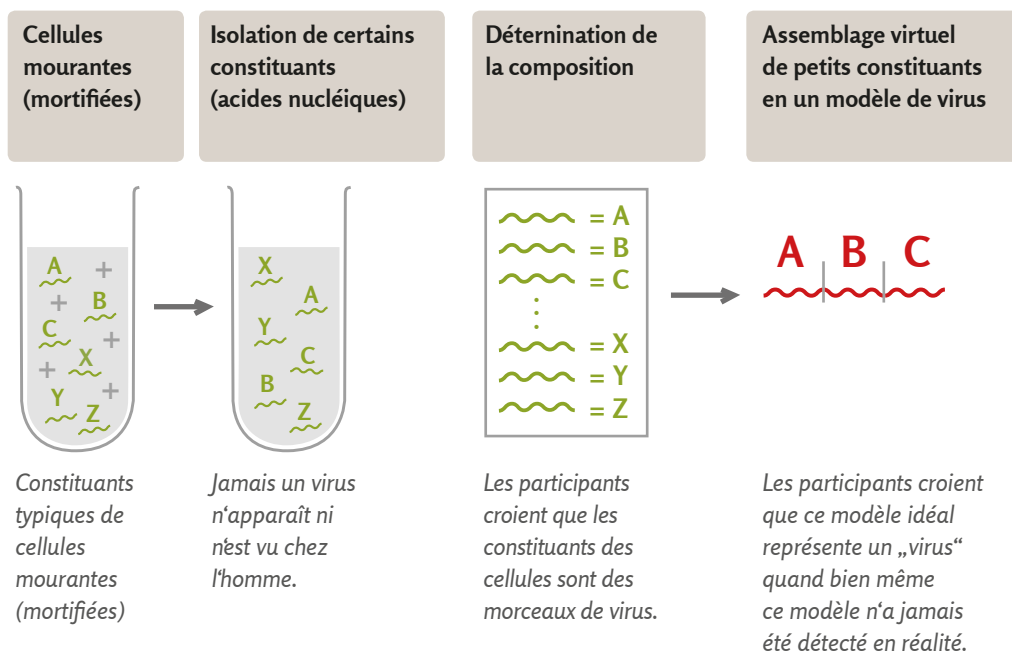 Cellules
mourantes
(mortifiées)
Isolation de certains
constituants
(acides nucléiques)
Déternination de
la composition
Assemblage virtuel
de petits constituants
en un modèle de virus
A
+
+
B
C
+
X
+
+
Y
Z
X
A
Y
C
B
Z
= A
= B
= C
= X
= Y
= Z
A B C
Constituants
typiques de
cellules
mourantes
(mortifiées)
Jamais un virus
n‘apparaît ni
n‘est vu chez
l‘homme.
Les participants
croient que les
constituants des
cellules sont des
morceaux de virus.
Les participants croient
que ce modèle idéal
représente un „virus“
quand bien même
ce modèle n‘a jamais
été détecté en réalité.